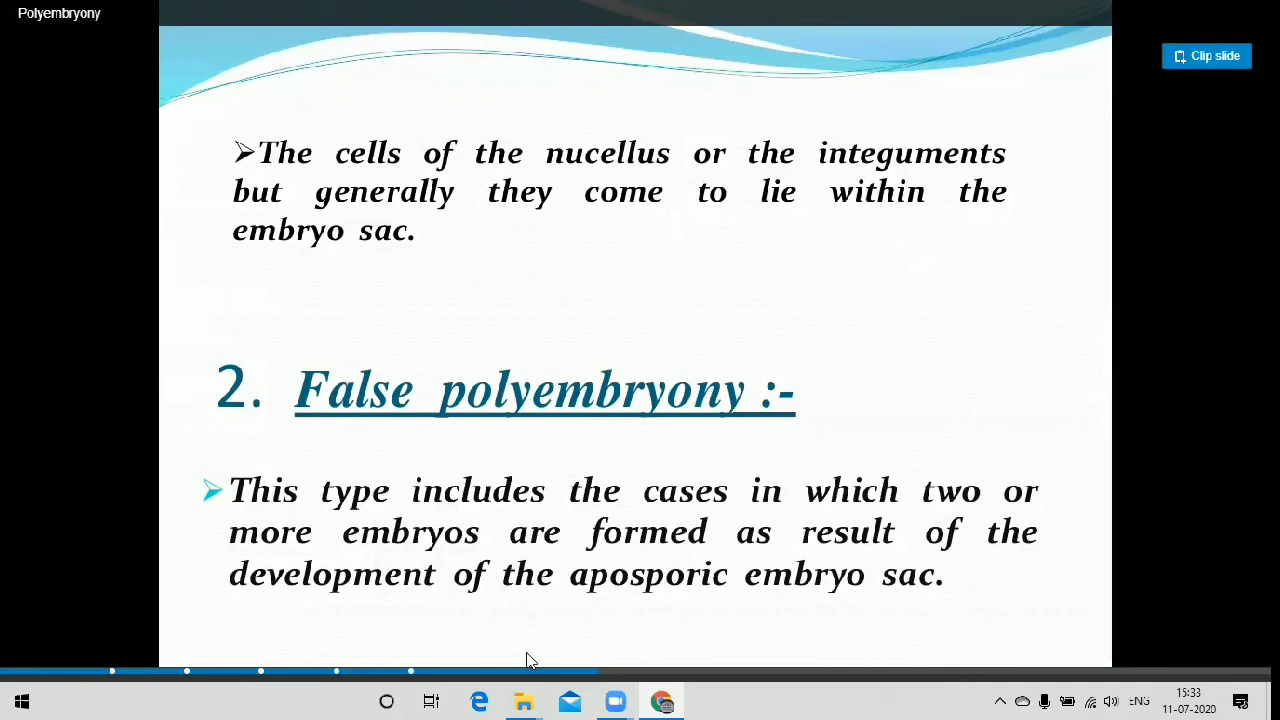 Polyembryony
Clip slide
The cells of the nucellus or the integuments
but generally they come to lie within the
embryo sac.
2. False polyembryony :-
This type includes the cases in which two or
more embryos are formed as result of the
development of the aposporic embryo sac.
ENG
15:33
11-07-2020